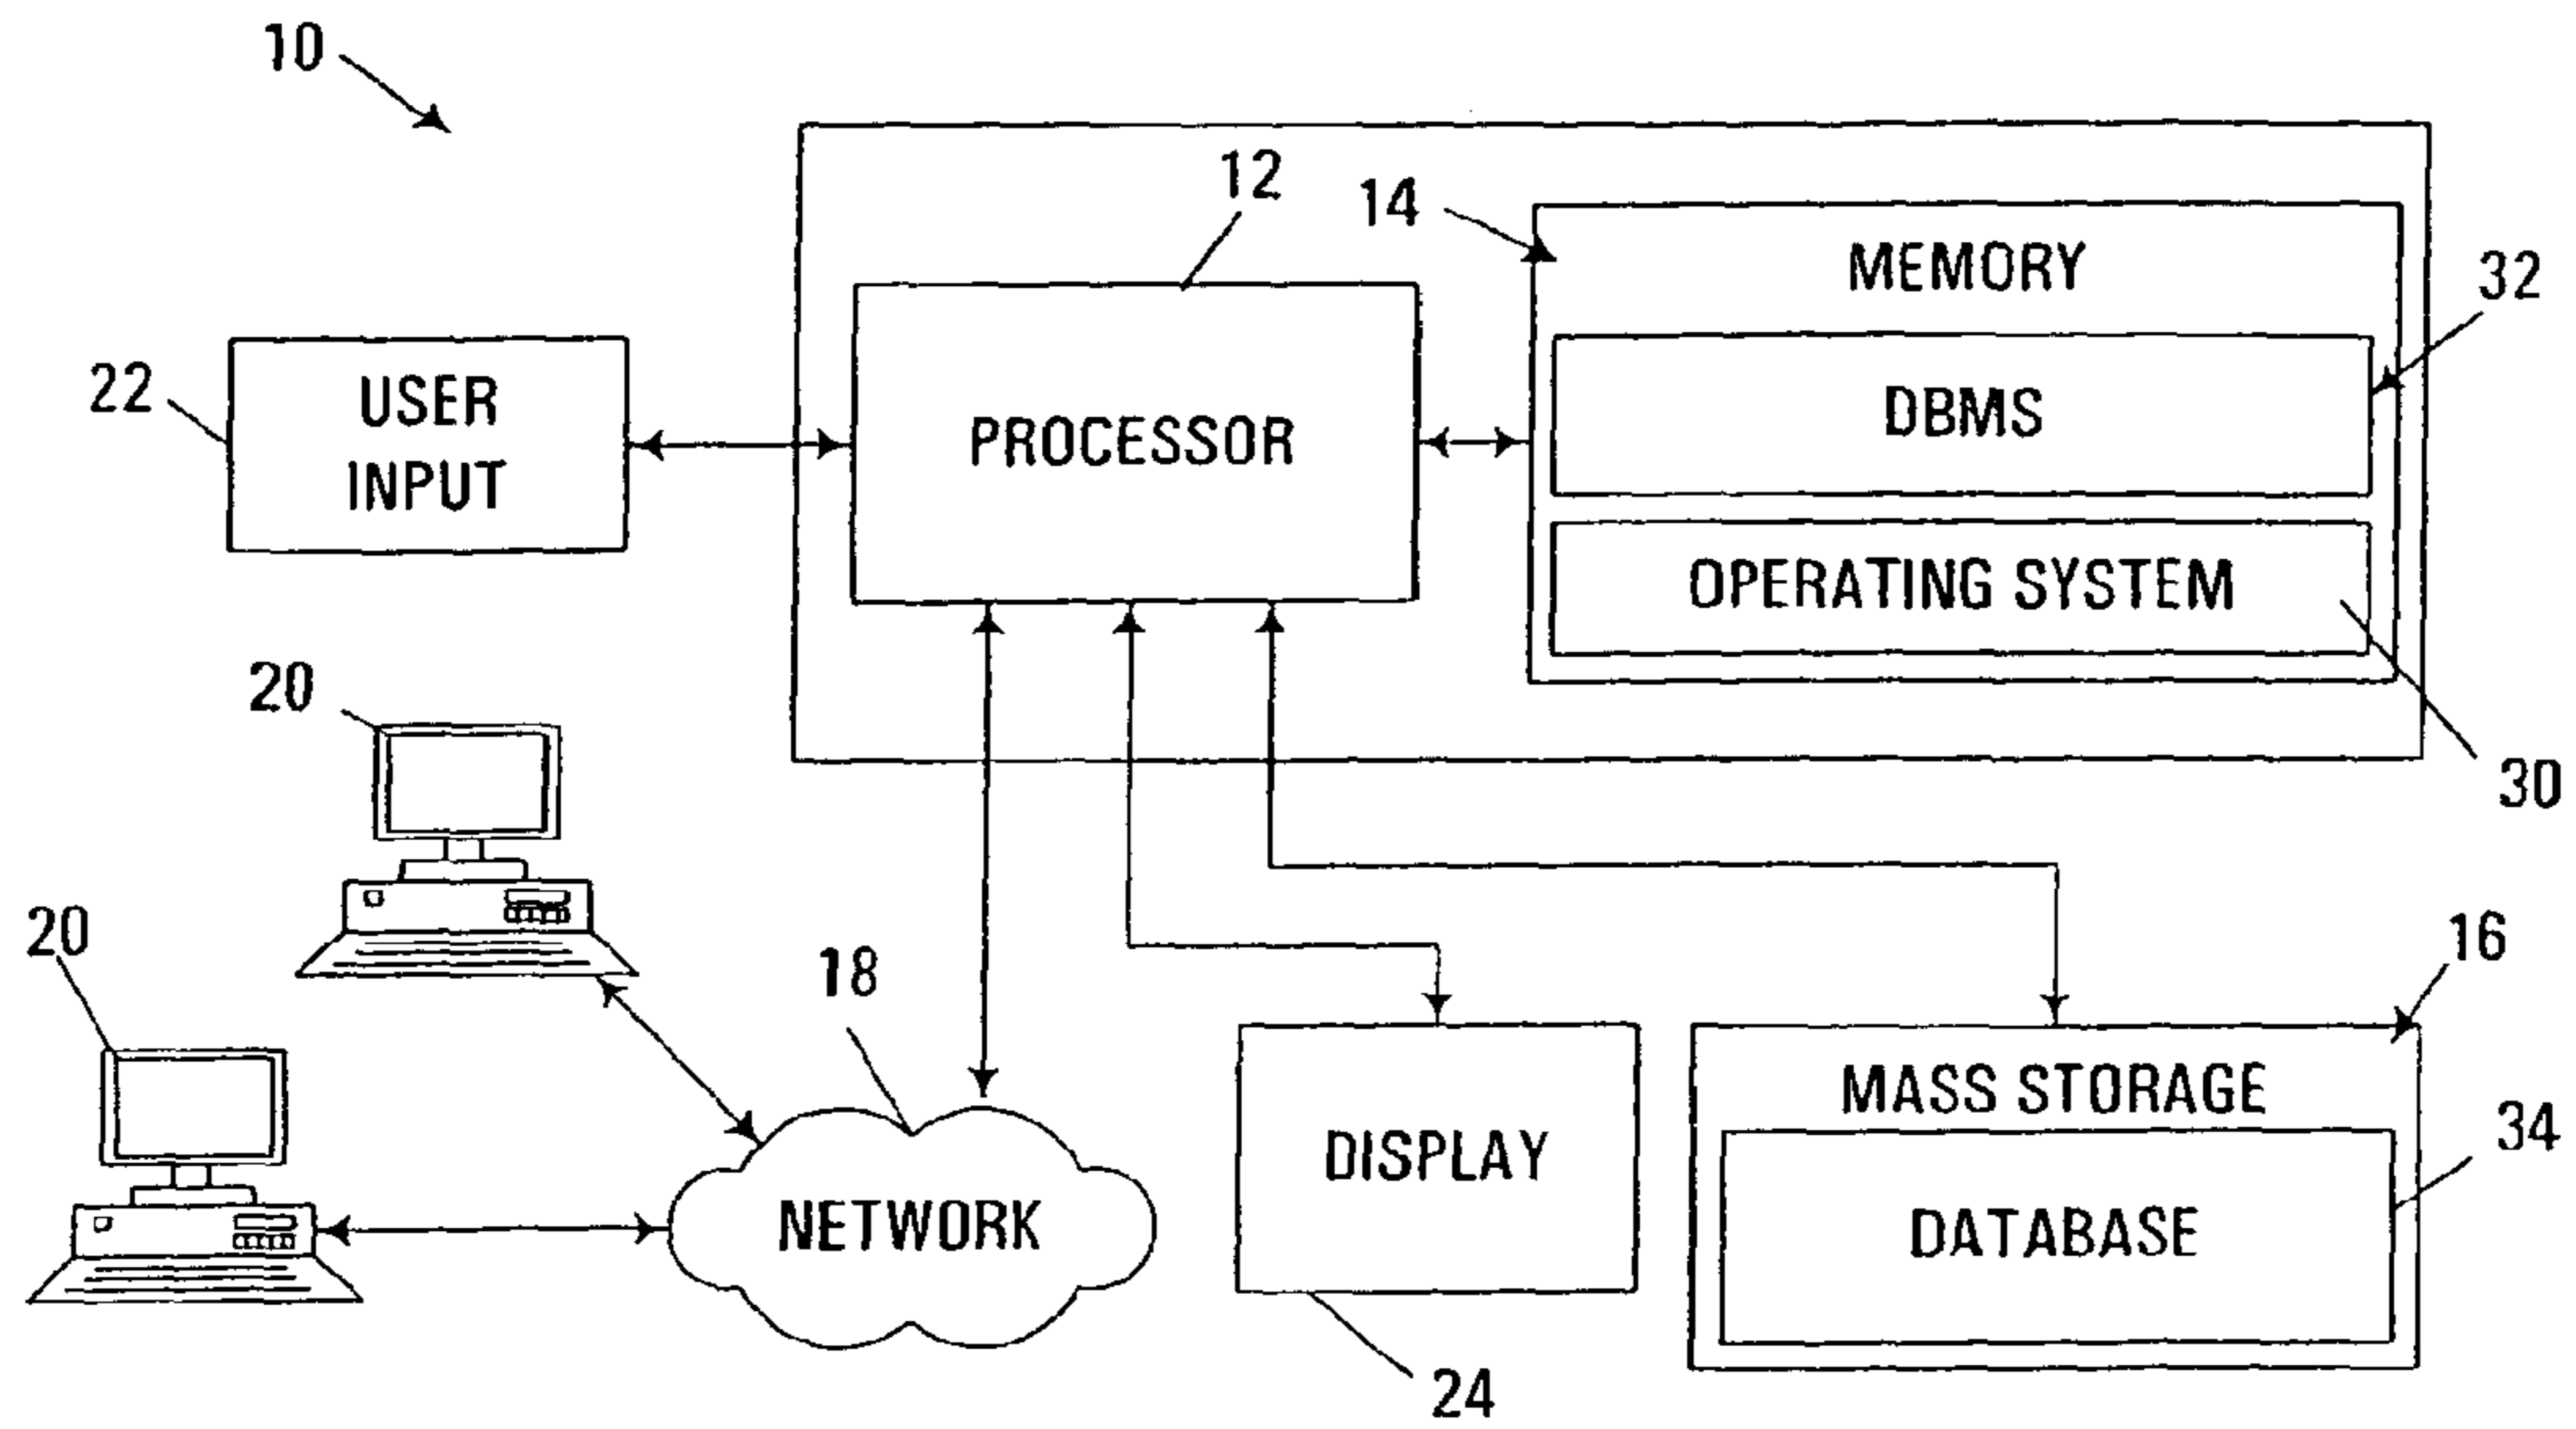 10
12
14
MEMORY
32
22
USER
INPUT
PROCESSOR
DBMS
OPERATING SYSTEM
30
20
20
18
16
NETWORK
DISPLAY
MASS STORAGE
34
DATABASE
24